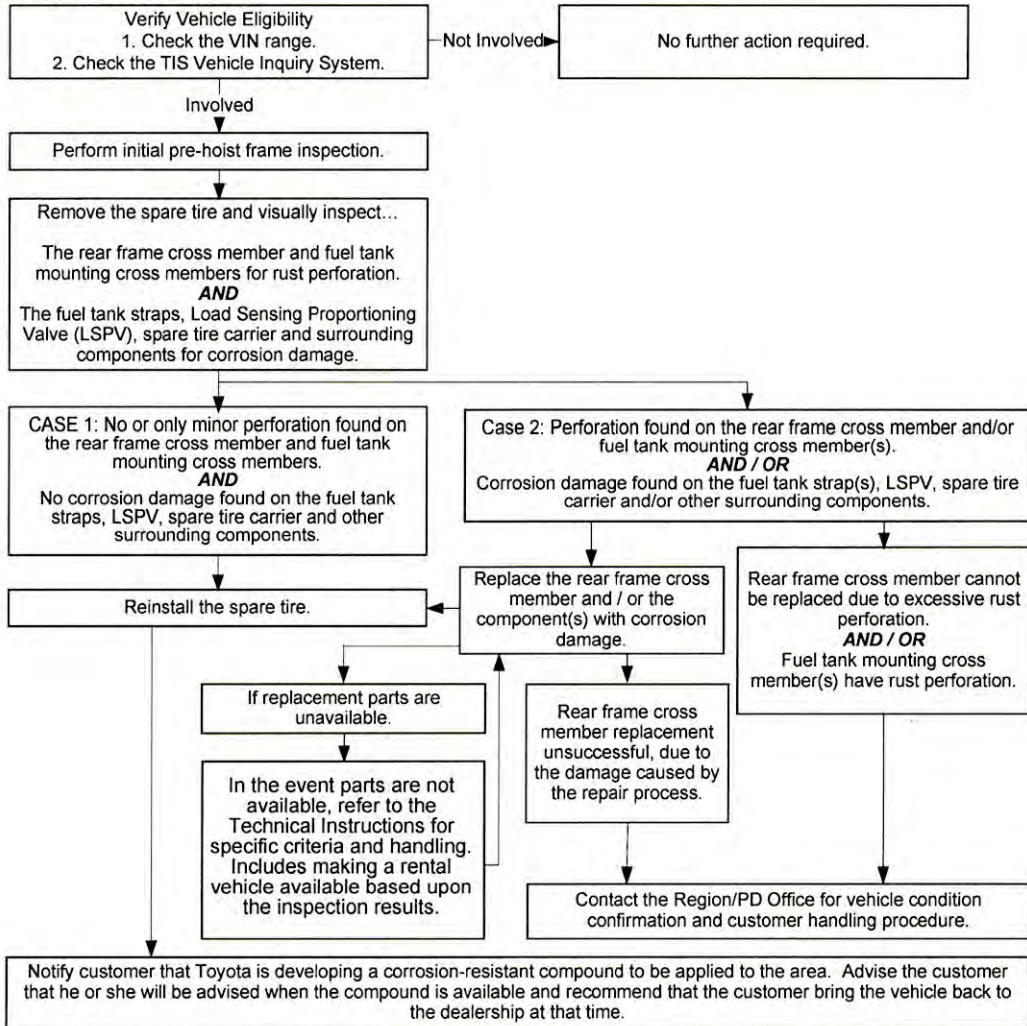 Verify Vehicle Eligibility
1. Check the VIN range.
2. Check the TIS Vehicle Inquiry System.
Not Involved
No further action required.
Involved
Perform initial pre-hoist frame inspection.
Remove the spare tire and visually inspect…
The rear frame cross member and fuel tank
mounting cross members for rust perforation.
AND
The fuel tank straps, Load Sensing Proportioning
Valve (LSPV), spare tire carrier and surrounding
components for corrosion damage.
CASE 1: No or only minor perforation found on
the rear frame cross member and fuel tank
mounting cross members.
AND
No corrosion damage found on the fuel tank
straps, LSPV, spare tire carrier and other
surrounding components.
Case 2: Perforation found on the rear frame cross member and/or
fuel tank mounting cross member(s).
AND / OR
Corrosion damage found on the fuel tank strap(s), LSPV, spare tire
carrier and/or other surrounding components.
Reinstall the spare tire.
Replace the rear frame cross
member and / or the
component(s) with corrosion
damage.
Rear frame cross member cannot
be replaced due to excessive rust
perforation.
AND / OR
Fuel tank mounting cross
member(s) have rust perforation.
If replacement parts are
unavailable.
Rear frame cross
member replacement
unsuccessful, due to
the damage caused by
the repair process.
In the event parts are not
available, refer to the
Technical Instructions for
specific criteria and handling.
Includes making a rental
vehicle available based upon
the inspection results.
Contact the Region/PD Office for vehicle condition
confirmation and customer handling procedure.
Notify customer that Toyota is developing a corrosion-resistant compound to be applied to the area. Advise the customer
that he or she will be advised when the compound is available and recommend that the customer bring the vehicle back to
the dealership at that time.